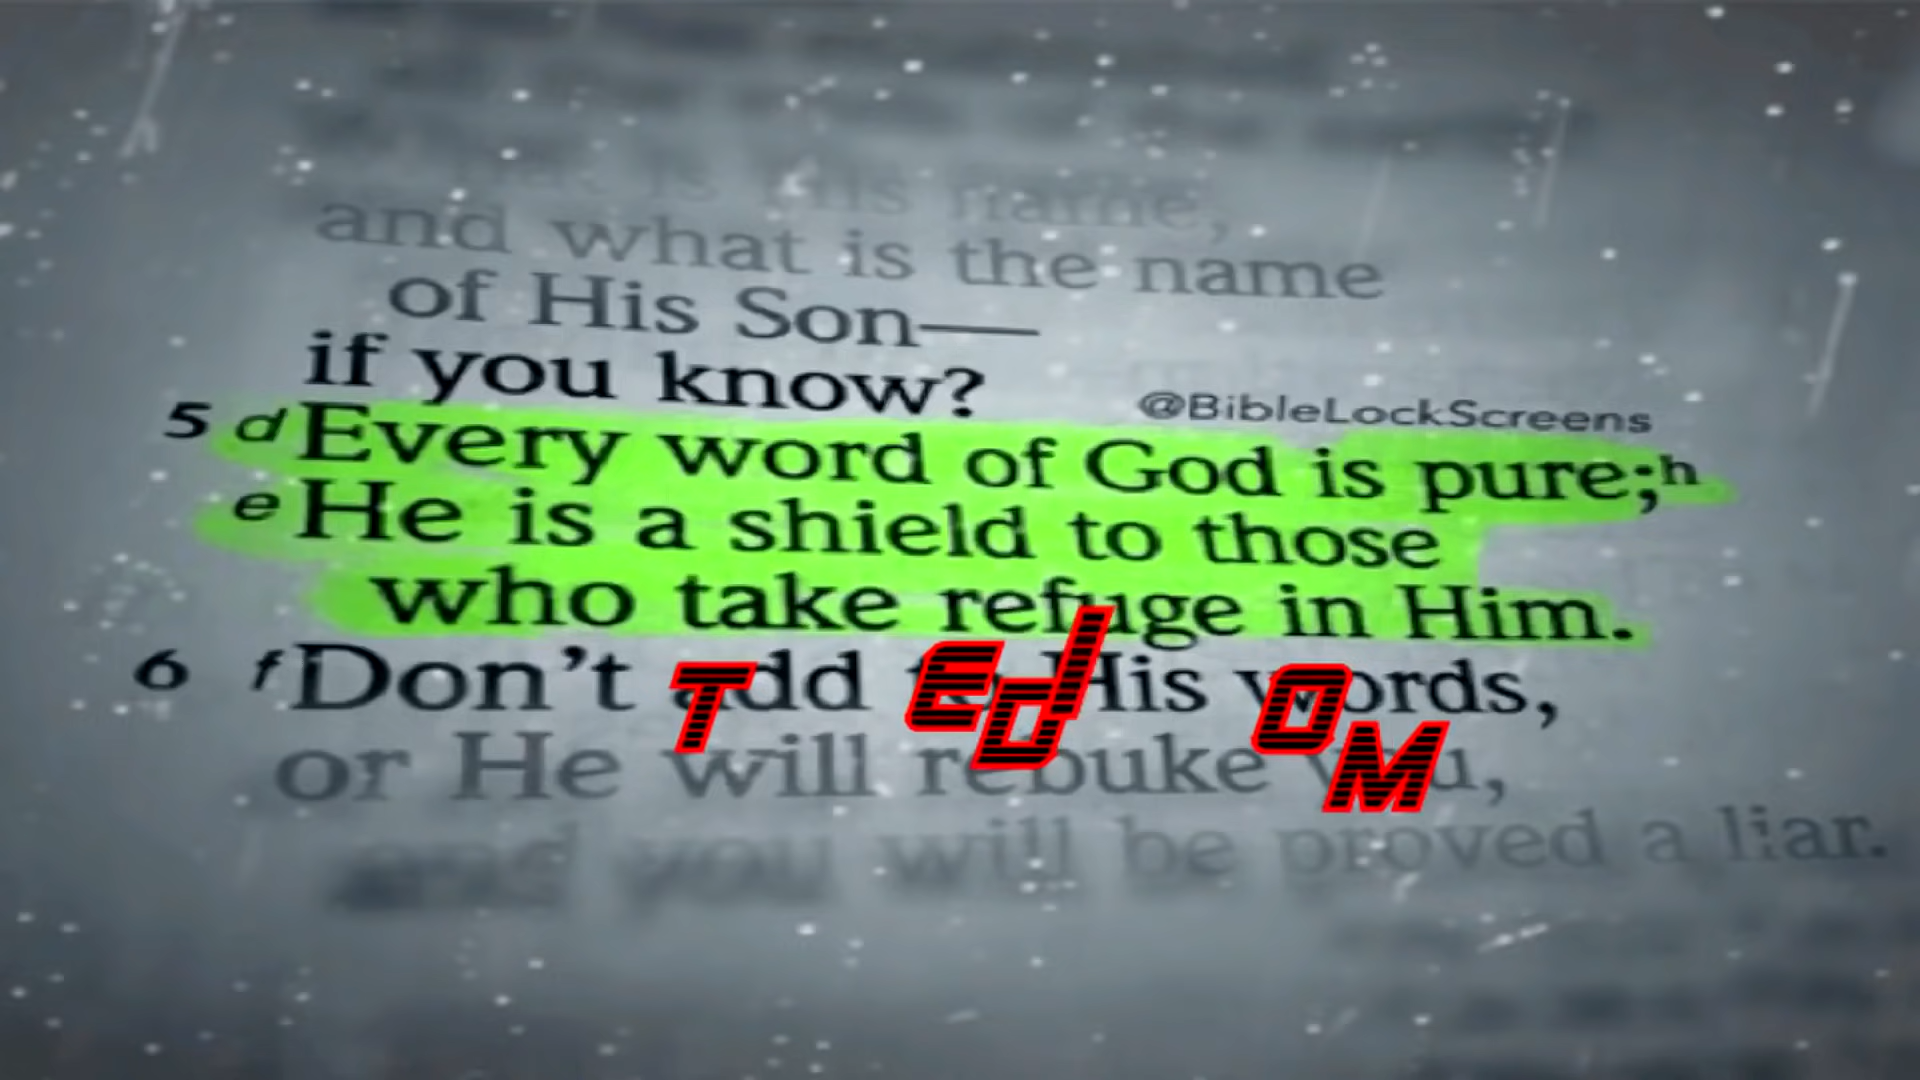 and what is the name
of His Son—
if you know?
@BibleLockScreens
5 d Every word of God is pure;h
e He is a shield to those
who take refuge in Him.
6 f Don't add to His words,
T E D I O M
or He will rebuke you,
and you will be proved a liar.